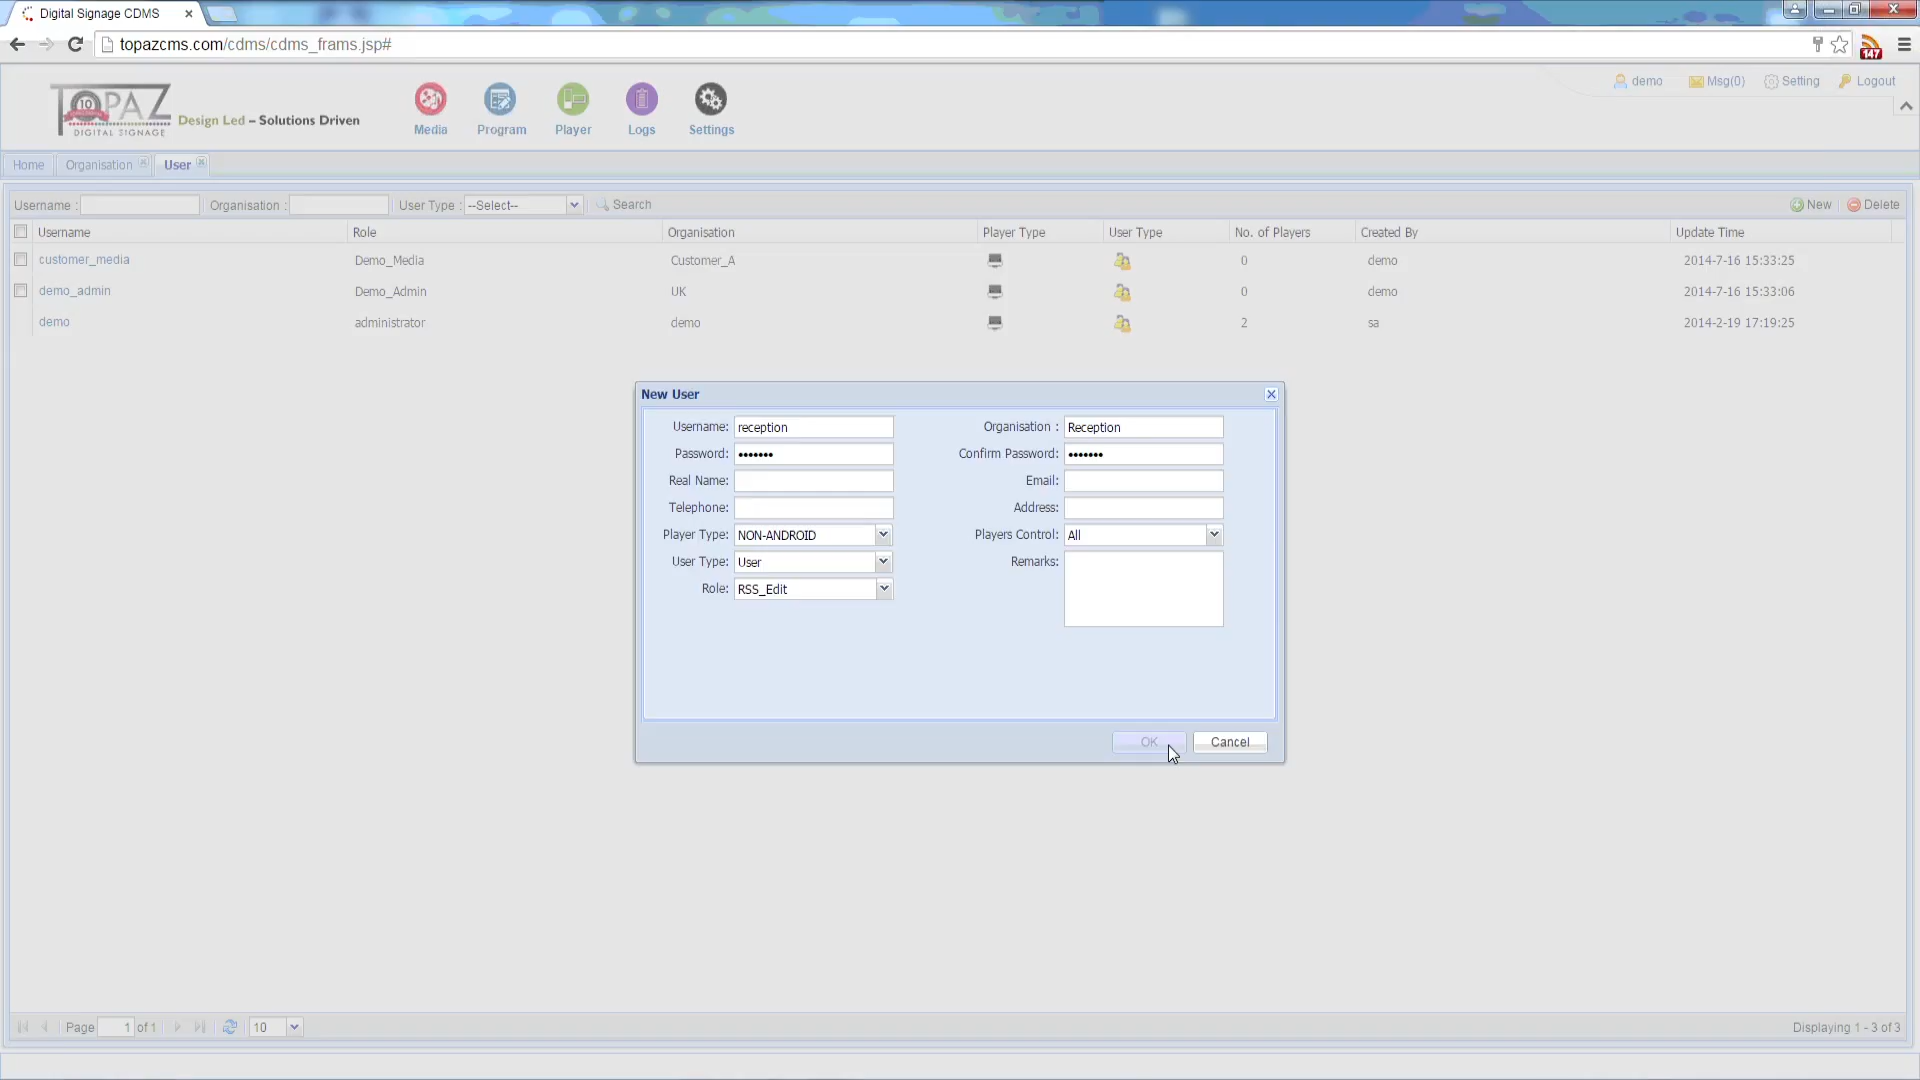 Digital Signage CDMS
topazcms.com/cdms/cdms_frams.jsp#
147
TOPAZ
10
DIGITAL SIGNAGE
Design Led – Solutions Driven
Media
Program
Player
Logs
Settings
demo
Msg(0)
Setting
Logout
Home
Organisation
User
Username :
Organisation :
User Type : --Select--
Search
New
Delete
Username Role Organisation Player Type User Type No. of Players Created By Update Time
customer_media Demo_Media Customer_A 0 demo 2014-7-16 15:33:25
demo_admin Demo_Admin UK 0 demo 2014-7-16 15:33:06
demo administrator demo 2 sa 2014-2-19 17:19:25
New User
Username: reception Organisation : Reception
Password: ••••••• Confirm Password: •••••••
Real Name: Email:
Telephone: Address:
Player Type: NON-ANDROID Players Control: All
User Type: User Remarks:
Role: RSS_Edit
OK Cancel
Page 1 of 1 10 Displaying 1 - 3 of 3